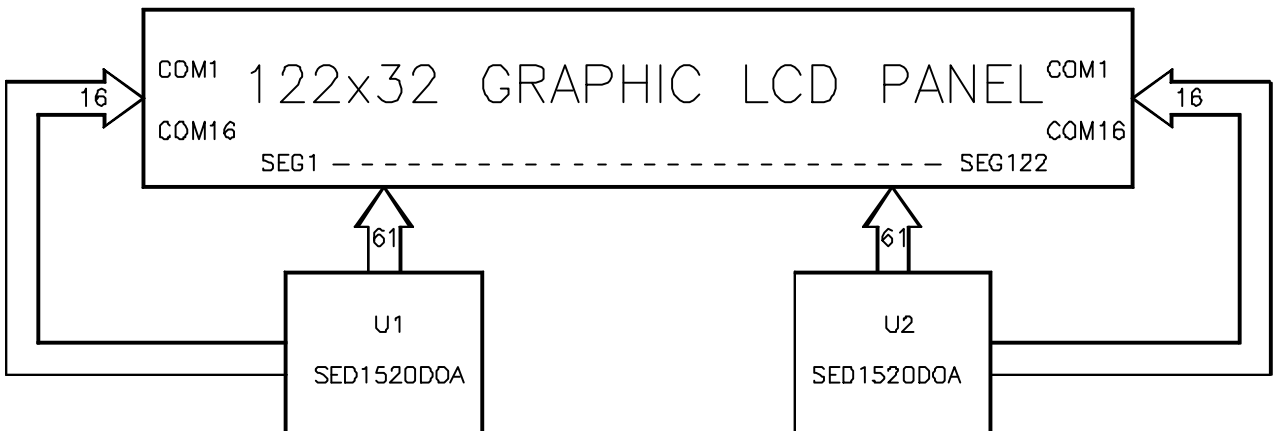 COM1 122x32 GRAPHIC LCD PANEL COM1
16 16
COM16 COM16
SEG1 SEG122
61 61
U1 U2
SED1520DOA SED1520DOA